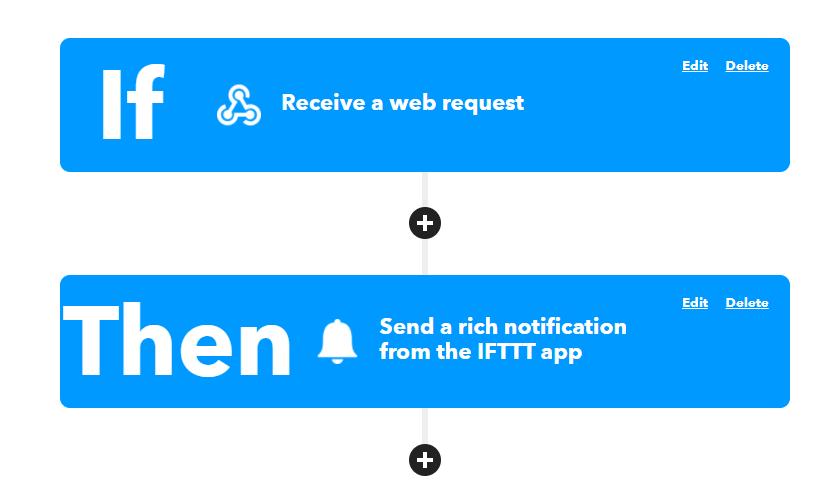 If
Receive a web request
Edit Delete
Then
Send a rich notification
from the IFTTT app
Edit Delete